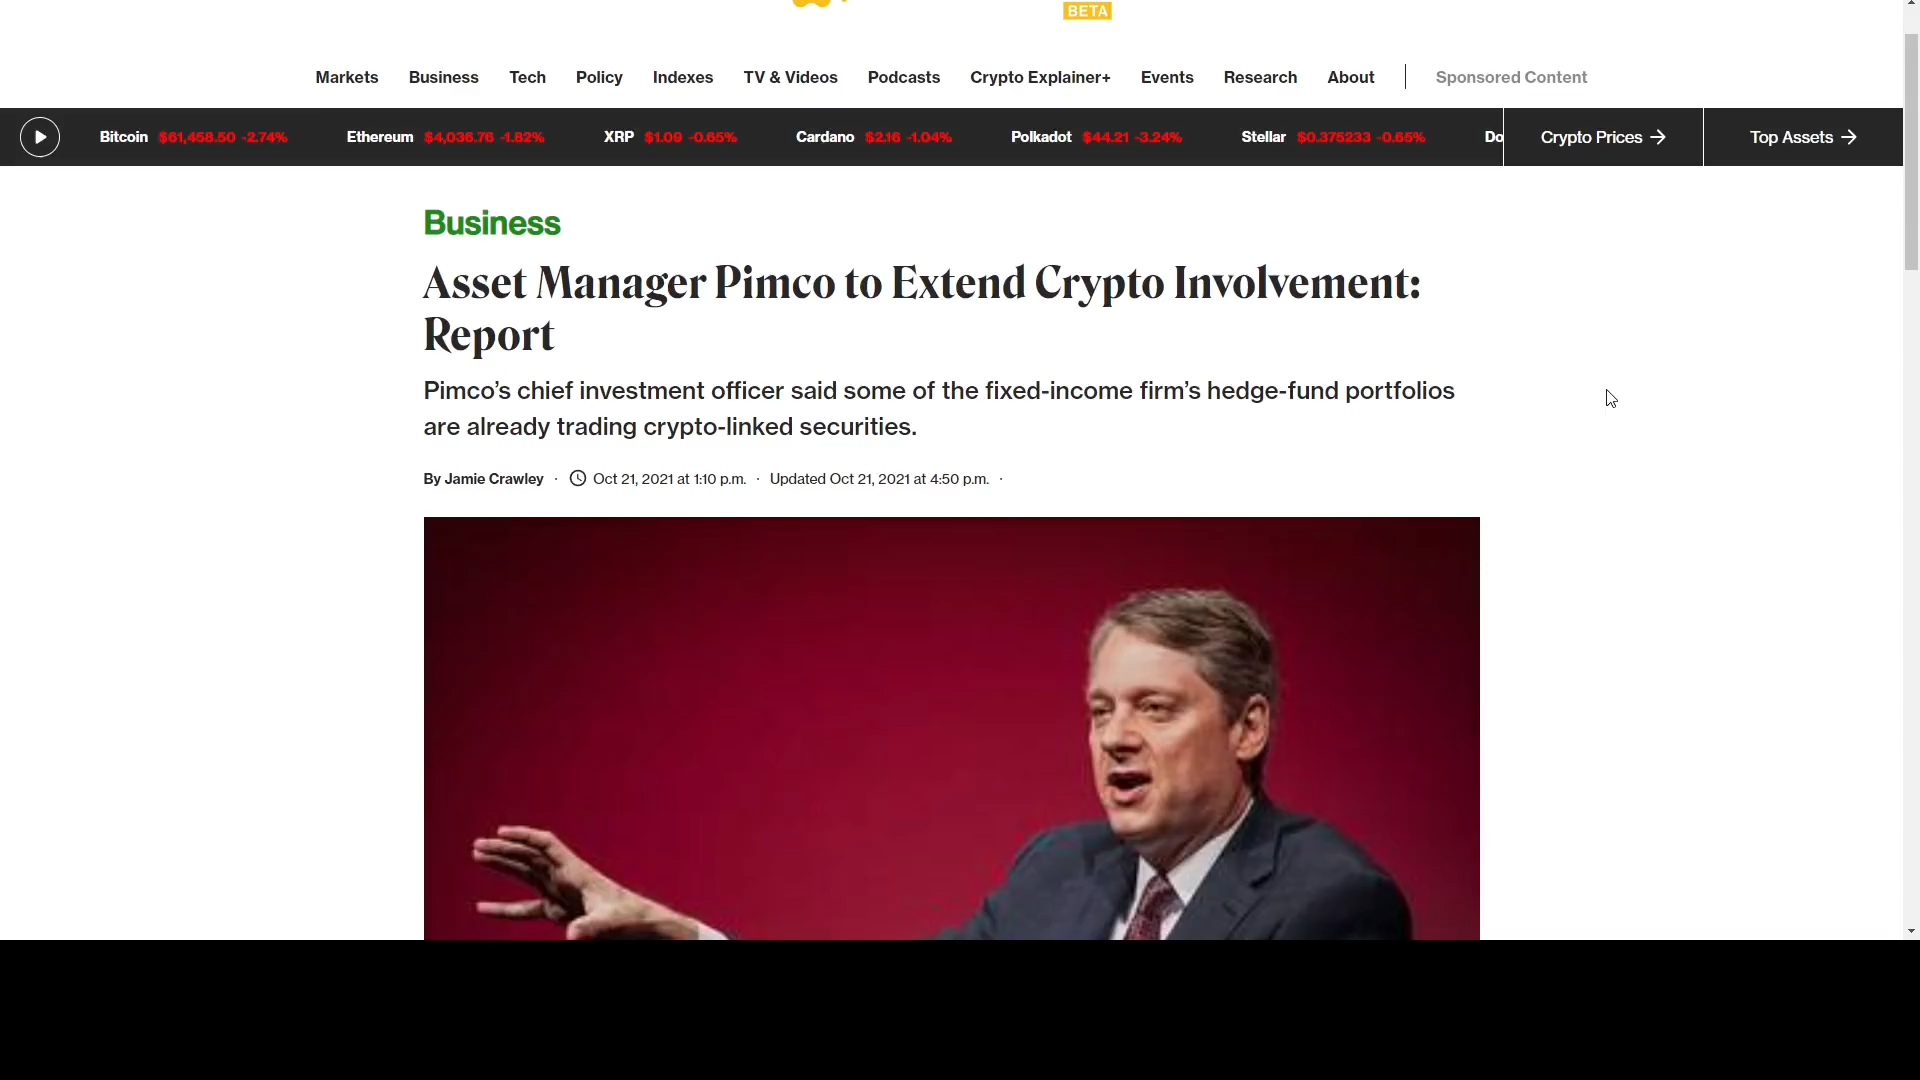 BETA
Markets Business Tech Policy Indexes TV & Videos Podcasts Crypto Explainer+ Events Research About Sponsored Content
Bitcoin $61,458.50 -2.74% Ethereum $4,036.76 -1.82% XRP $1.09 -0.65% Cardano $2.16 -1.04% Polkadot $44.21 -3.24% Stellar $0.375233 -0.65% Do Crypto Prices → Top Assets →
Business
Asset Manager Pimco to Extend Crypto Involvement:
Report
Pimco’s chief investment officer said some of the fixed-income firm’s hedge-fund portfolios
are already trading crypto-linked securities.
By Jamie Crawley · Oct 21, 2021 at 1:10 p.m. · Updated Oct 21, 2021 at 4:50 p.m. ·